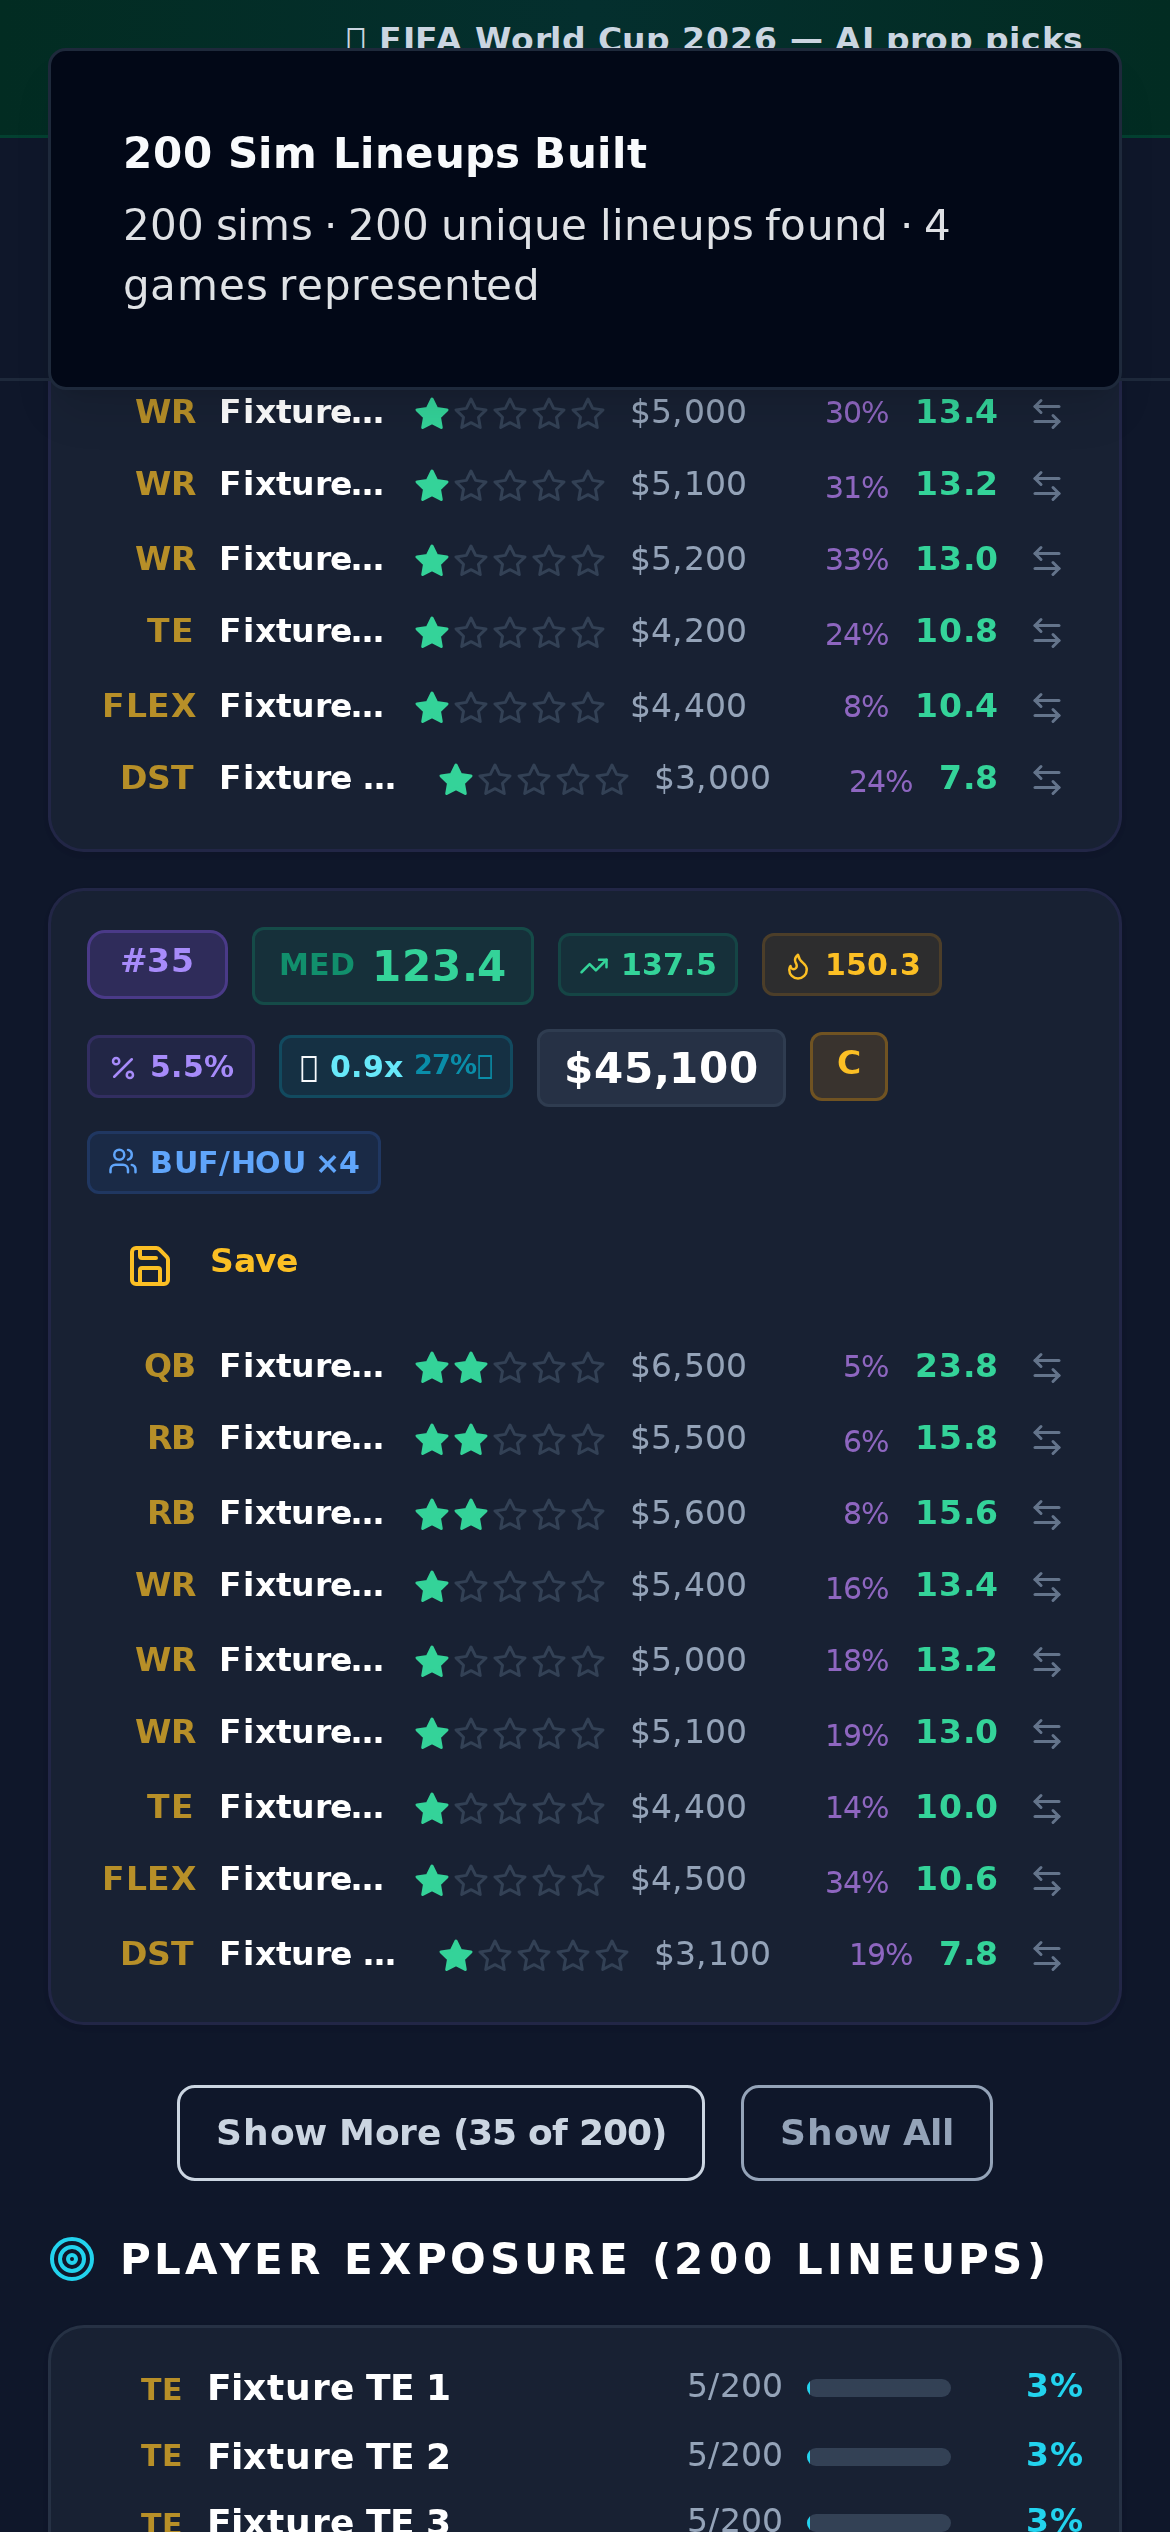 FIFA World Cup 2026 — AI prop picks
200 Sim Lineups Built
200 sims · 200 unique lineups found · 4
games represented
WR Fixture... $5,000 30% 13.4
WR Fixture... $5,100 31% 13.2
WR Fixture... $5,200 33% 13.0
TE Fixture... $4,200 24% 10.8
FLEX Fixture... $4,400 8% 10.4
DST Fixture ... $3,000 24% 7.8
#35 MED 123.4 137.5 150.3
5.5% 0.9x 27% $45,100 C
BUF/HOU ×4
Save
QB Fixture... $6,500 5% 23.8
RB Fixture... $5,500 6% 15.8
RB Fixture... $5,600 8% 15.6
WR Fixture... $5,400 16% 13.4
WR Fixture... $5,000 18% 13.2
WR Fixture... $5,100 19% 13.0
TE Fixture... $4,400 14% 10.0
FLEX Fixture... $4,500 34% 10.6
DST Fixture ... $3,100 19% 7.8
Show More (35 of 200) Show All
PLAYER EXPOSURE (200 LINEUPS)
TE Fixture TE 1 5/200 3%
TE Fixture TE 2 5/200 3%
TE Fixture TE 3 5/200 3%